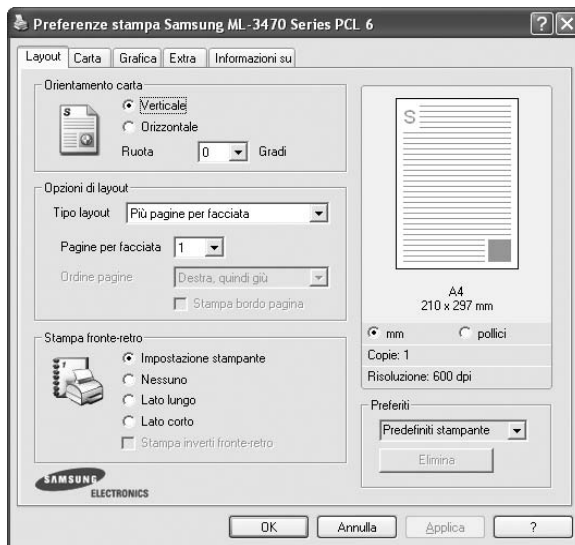 Preferenze stampa Samsung ML-3470 Series PCL 6
Layout Carta Grafica Extra Informazioni su
Orientamento carta
S
Verticale
Orizzontale
Ruota 0 Gradi
Opzioni di layout
Tipo layout Più pagine per facciata
Pagine per facciata 1
Ordine pagine Destra, quindi giù
Stampa bordo pagina
Stampa fronte-retro
Impostazione stampante
Nessuno
Lato lungo
Lato corto
Stampa inverti fronte-retro
S
A4
210 x 297 mm
mm pollici
Copie: 1
Risoluzione: 600 dpi
Preferiti
Predefiniti stampante
Elimina
SAMSUNG
ELECTRONICS
OK Annulla Applica ?